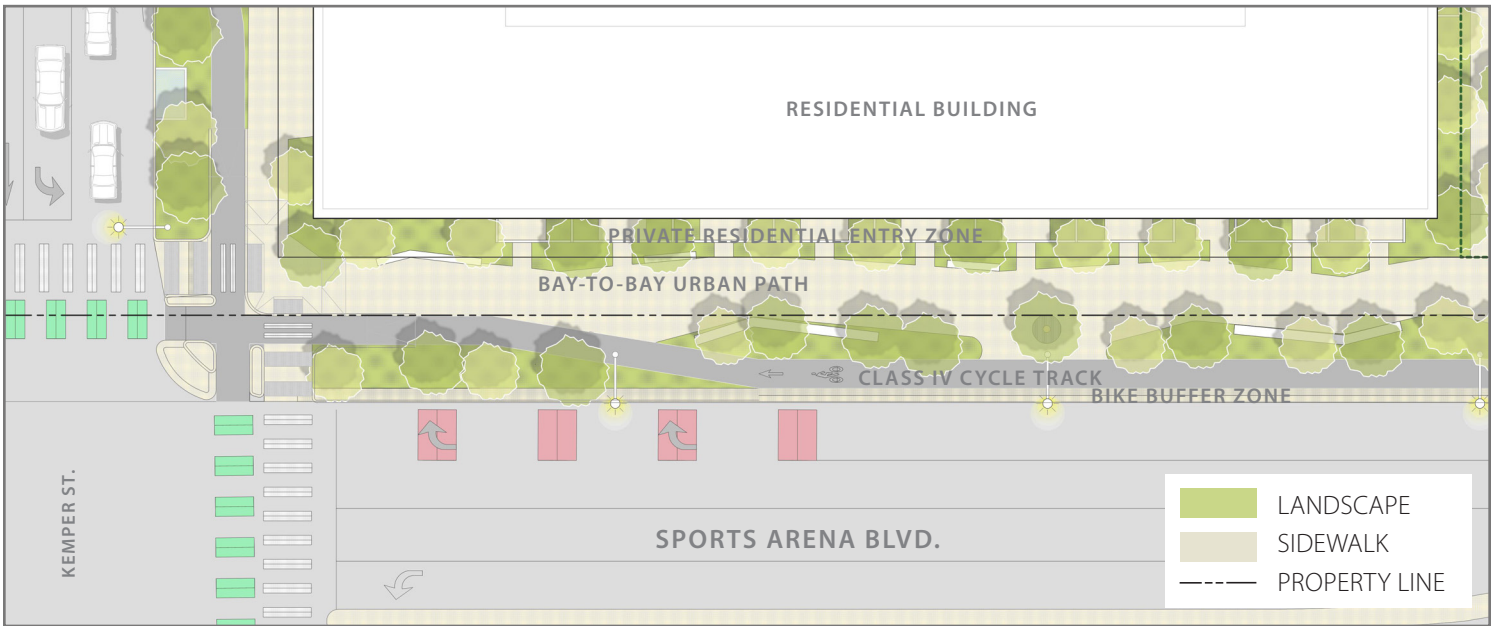 RESIDENTIAL BUILDING
PRIVATE RESIDENTIAL ENTRY ZONE
BAY-TO-BAY URBAN PATH
CLASS IV CYCLE TRACK
BIKE BUFFER ZONE
KEMPER ST.
SPORTS ARENA BLVD.
LANDSCAPE
SIDEWALK
PROPERTY LINE